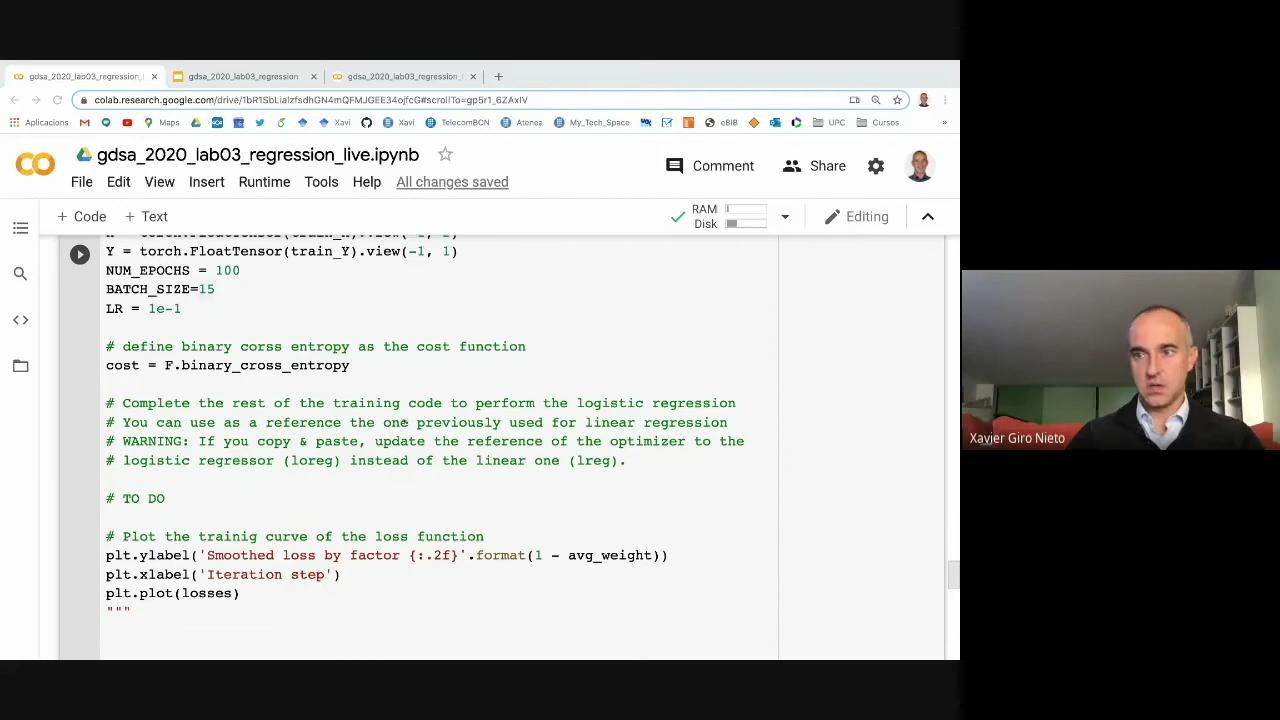 gdsa_2020_lab03_regression_l
gdsa_2020_lab03_regression
gdsa_2020_lab03_regression_
colab.research.google.com/drive/1bR1SbLialzfsdhGN4mQFMJGEE34ojfcG#scrollTo=gp5r1_6ZAxIV
Aplicacions
Maps
Xavi
Xavi
TelecomBCN
Atenea
My_Tech_Space
eBIB
UPC
Cursos
»
gdsa_2020_lab03_regression_live.ipynb
Comment
Share
File Edit View Insert Runtime Tools Help All changes saved
+ Code + Text
RAM
Disk
Editing
Y = torch.FloatTensor(train_Y).view(-1, 1)
NUM_EPOCHS = 100
BATCH_SIZE=15
LR = 1e-1
# define binary corss entropy as the cost function
cost = F.binary_cross_entropy
# Complete the rest of the training code to perform the logistic regression
# You can use as a reference the one previously used for linear regression
# WARNING: If you copy & paste, update the reference of the optimizer to the
# logistic regressor (loreg) instead of the linear one (lreg).
# TO DO
# Plot the trainig curve of the loss function
plt.ylabel('Smoothed loss by factor {:.2f}'.format(1 - avg_weight))
plt.xlabel('Iteration step')
plt.plot(losses)
"""
Xavier Giro Nieto